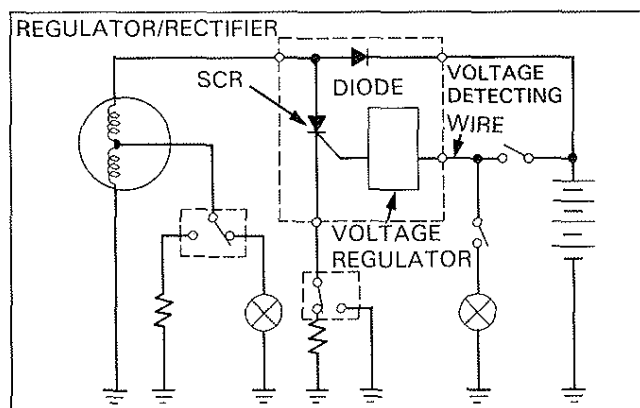 REGULATOR/RECTIFIER
SCR
DIODE
VOLTAGE
DETECTING
WIRE
VOLTAGE
REGULATOR